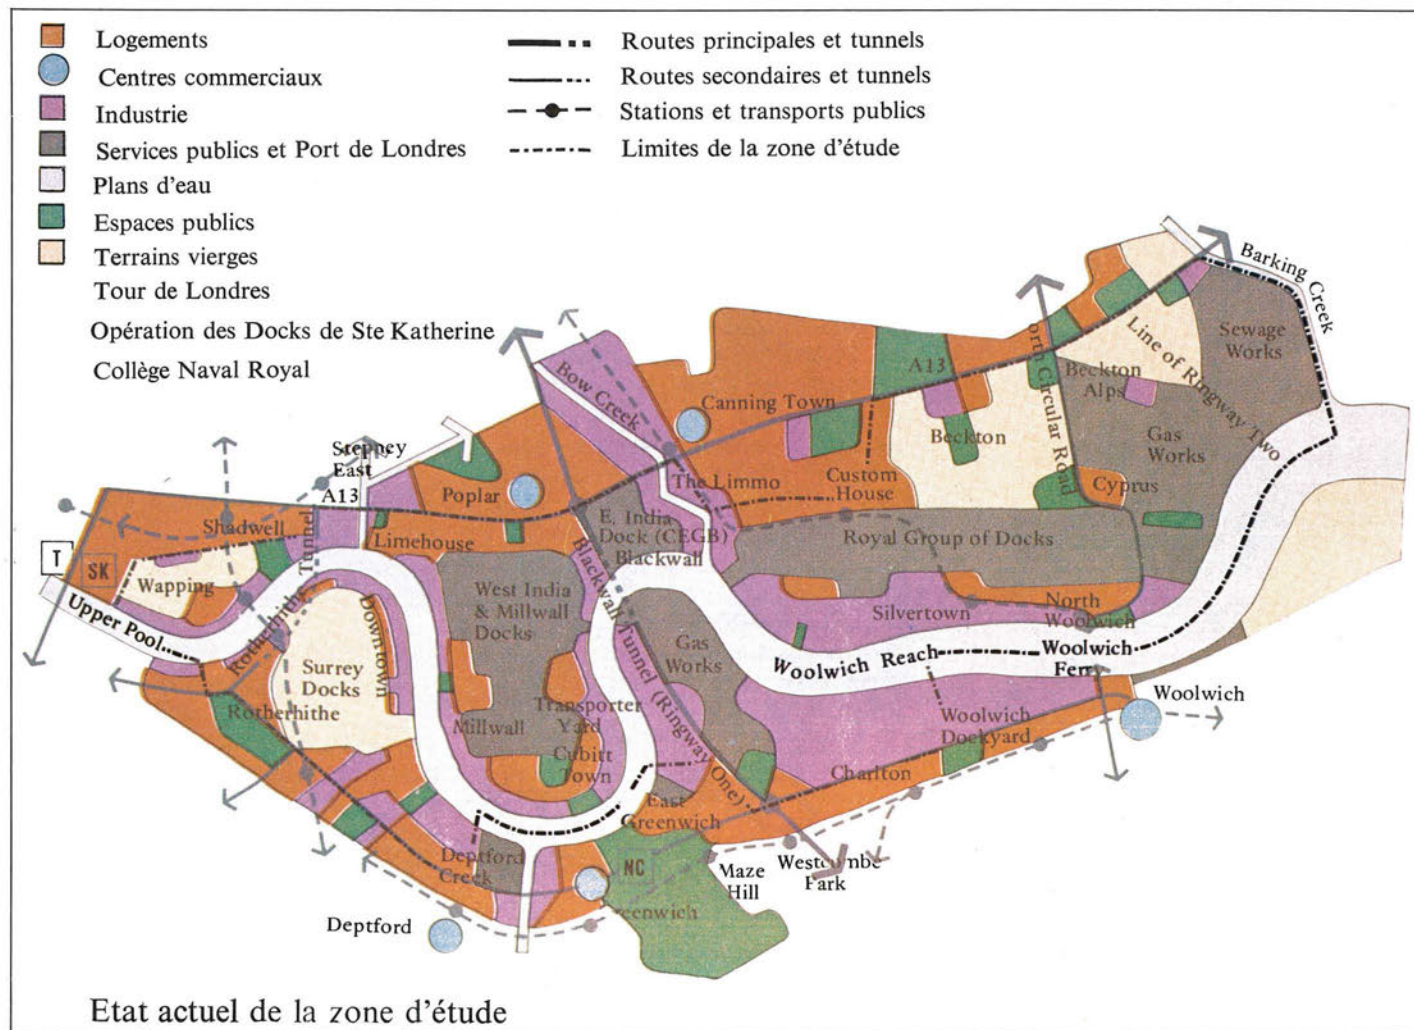 Logements
Centres commerciaux
Industrie
Services publics et Port de Londres
Plans d'eau
Espaces publics
Terrains vierges
Tour de Londres
Opération des Docks de Ste Katherine
Collège Naval Royal
Routes principales et tunnels
Routes secondaires et tunnels
Stations et transports publics
Limites de la zone d'étude
Barking Creek
Sewage
Works
Line of Ringway Two
Beckton
Alps
A13
orth Circular Road
Bow Creek
Canning Town
Gas
Works
Beckton
Stepney
East
A13
Poplar
The Limmo
Custom
House
Cyprus
Shadwell
Tunnel
Limehouse
E. India
Dock (CEGB)
Blackwall
Royal Group of Docks
T
SK
Wapping
Upper Pool
Rotherhithe
Downtown
West India
& Millwall
Docks
Blackwall Tunnel (Ringway One)
Silvertown
North
Woolwich
Surrey
Docks
Gas
Works
Woolwich Reach
Woolwich
Ferry
Woolwich
Rotherhithe
Millwall
Transporter
Yard
Cubitt
Town
Woolwich
Dockyard
Charlton
East
Greenwich
Deptford
Creek
NC
Maze
Hill
Westcombe
Park
Deptford
reenwich
Etat actuel de la zone d'étude